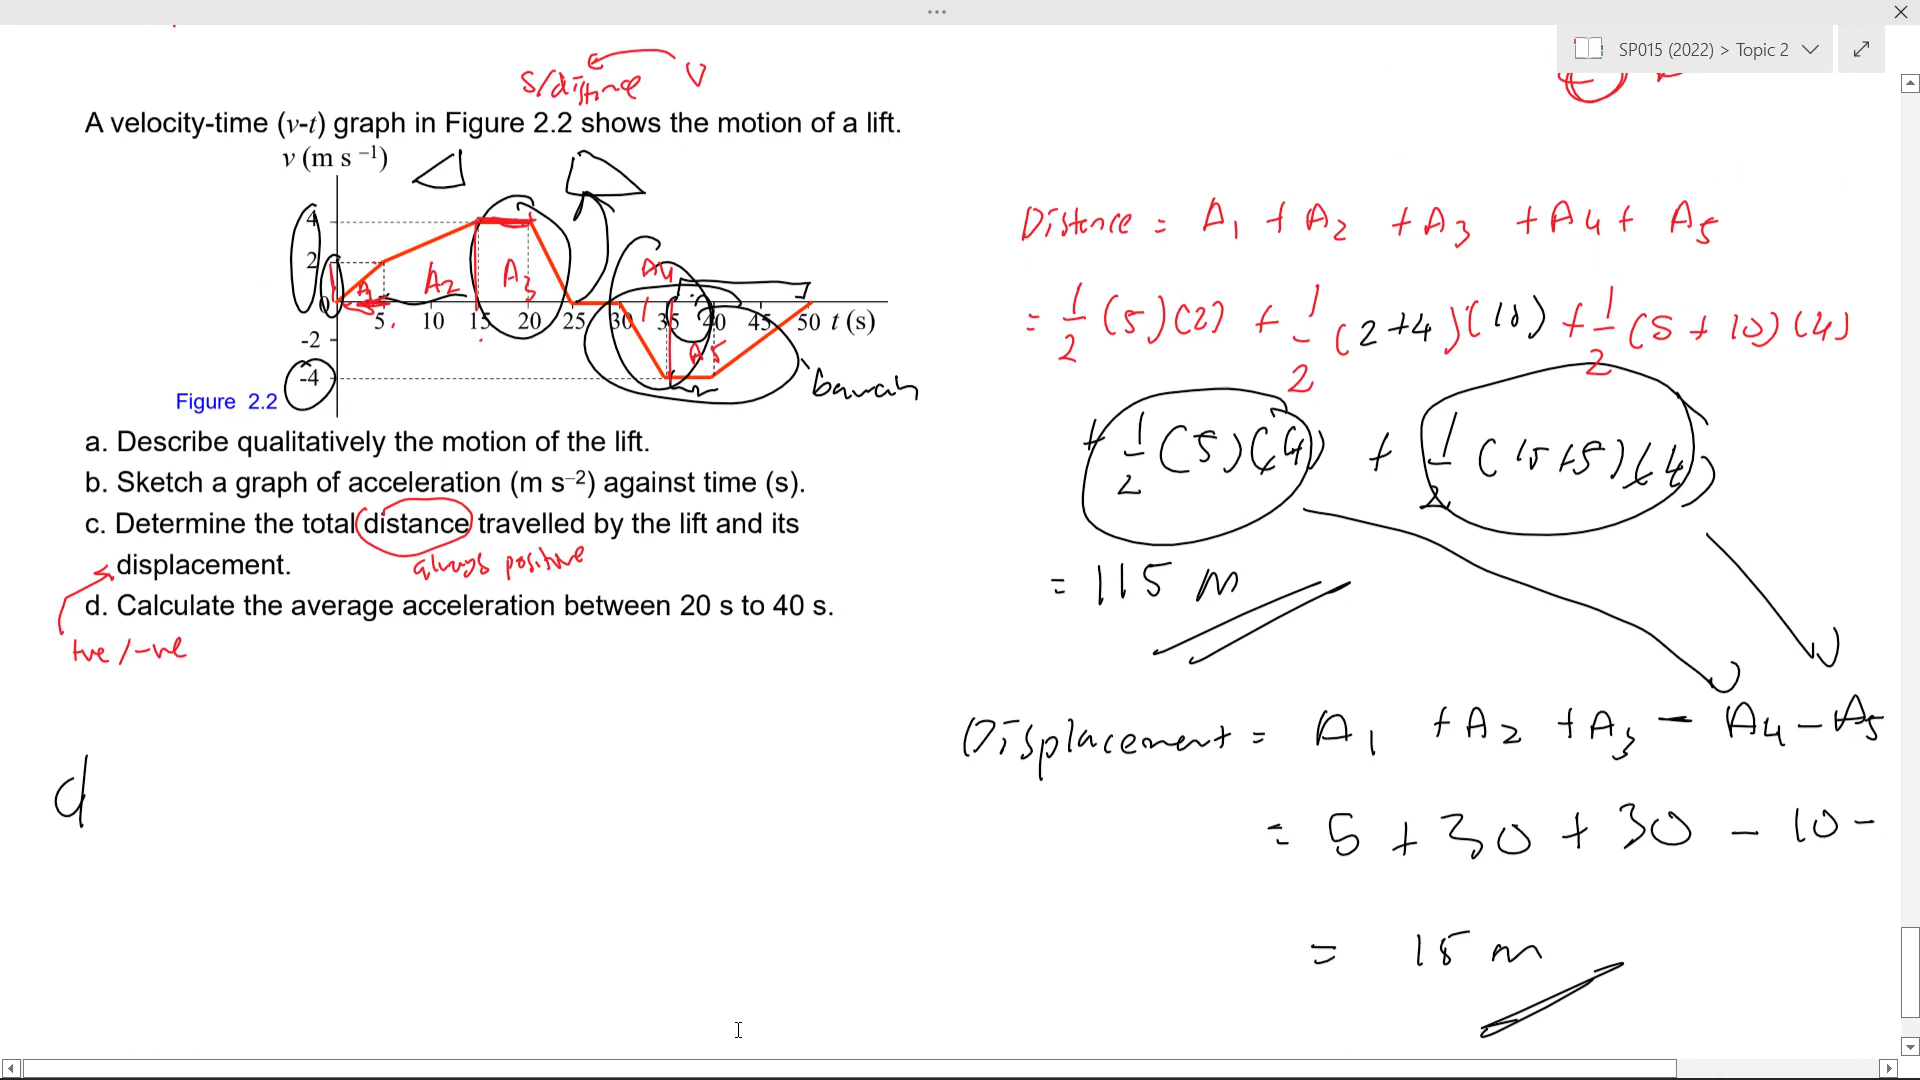 SP015 (2022) > Topic 2
S/distance V
A velocity-time (v-t) graph in Figure 2.2 shows the motion of a lift.
v (m s ⁻¹)
4
2
0
-2
-4
5 10 15 20 25 30 35 40 45 50 t (s)
A2 A3 A4 A5
bawah
Figure 2.2
a. Describe qualitatively the motion of the lift.
b. Sketch a graph of acceleration (m s⁻²) against time (s).
c. Determine the total distance travelled by the lift and its
displacement.
always positive
d. Calculate the average acceleration between 20 s to 40 s.
+ve/-ve
d
Distance = A1 + A2 + A3 + A4 + A5
= 1/2 (5)(2) + 1/2 (2+4)(10) + 1/2 (5 + 10)(4)
+ 1/2 (5)(4) + 1/2 (15+5)(4)
= 115 m
Displacement = A1 + A2 + A3 - A4 - A5
= 5 + 30 + 30 - 10 -
= 15 m